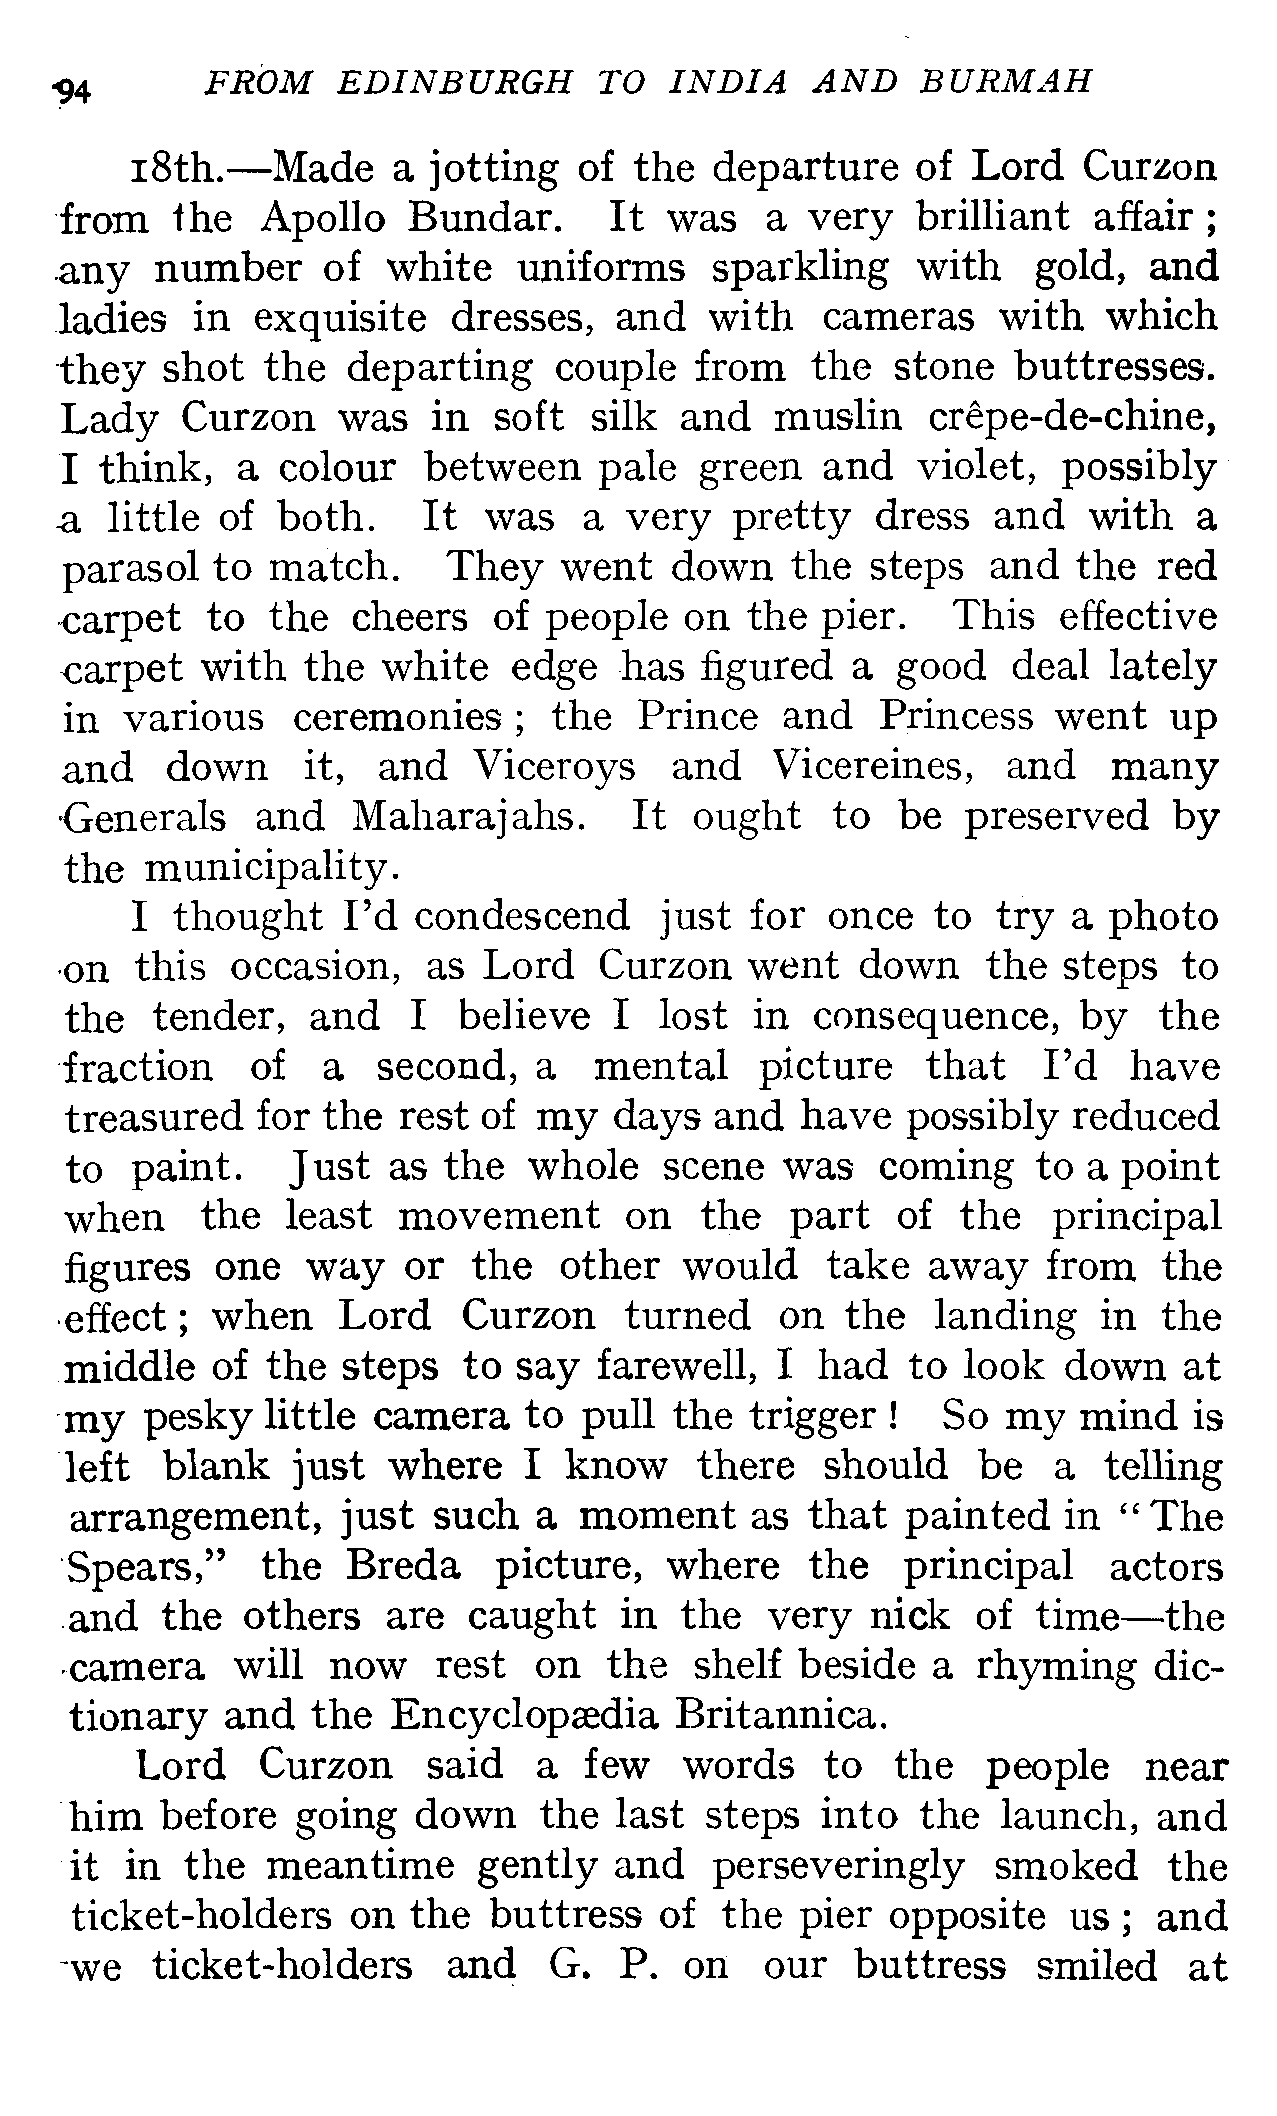 94 FROM EDINBURGH TO INDIA AND BURMAH
18th.—Made a jotting of the departure of Lord Curzon
from the Apollo Bundar. It was a very brilliant affair ;
any number of white uniforms sparkling with gold, and
ladies in exquisite dresses, and with cameras with which
they shot the departing couple from the stone buttresses.
Lady Curzon was in soft silk and muslin crêpe-de-chine,
I think, a colour between pale green and violet, possibly
a little of both. It was a very pretty dress and with a
parasol to match. They went down the steps and the red
carpet to the cheers of people on the pier. This effective
carpet with the white edge has figured a good deal lately
in various ceremonies ; the Prince and Princess went up
and down it, and Viceroys and Vicereines, and many
Generals and Maharajahs. It ought to be preserved by
the municipality.
I thought I'd condescend just for once to try a photo
on this occasion, as Lord Curzon went down the steps to
the tender, and I believe I lost in consequence, by the
fraction of a second, a mental picture that I'd have
treasured for the rest of my days and have possibly reduced
to paint. Just as the whole scene was coming to a point
when the least movement on the part of the principal
figures one way or the other would take away from the
effect ; when Lord Curzon turned on the landing in the
middle of the steps to say farewell, I had to look down at
my pesky little camera to pull the trigger ! So my mind is
left blank just where I know there should be a telling
arrangement, just such a moment as that painted in "The
Spears," the Breda picture, where the principal actors
and the others are caught in the very nick of time—the
camera will now rest on the shelf beside a rhyming dic-
tionary and the Encyclopædia Britannica.
Lord Curzon said a few words to the people near
him before going down the last steps into the launch, and
it in the meantime gently and perseveringly smoked the
ticket-holders on the buttress of the pier opposite us ; and
we ticket-holders and G. P. on our buttress smiled at